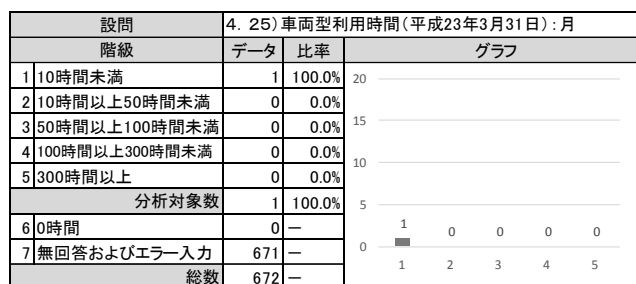 設問 4. 25)車両型利用時間(平成23年3月31日):月
階級 データ 比率 グラフ
1 10時間未満 1 100.0%
2 10時間以上50時間未満 0 0.0%
3 50時間以上100時間未満 0 0.0%
4 100時間以上300時間未満 0 0.0%
5 300時間以上 0 0.0%
分析対象数 1 100.0%
6 0時間 0 ―
7 無回答およびエラー入力 671 ―
総数 672 ―
20
15
10
5
0
1 0 0 0 0
1 2 3 4 5